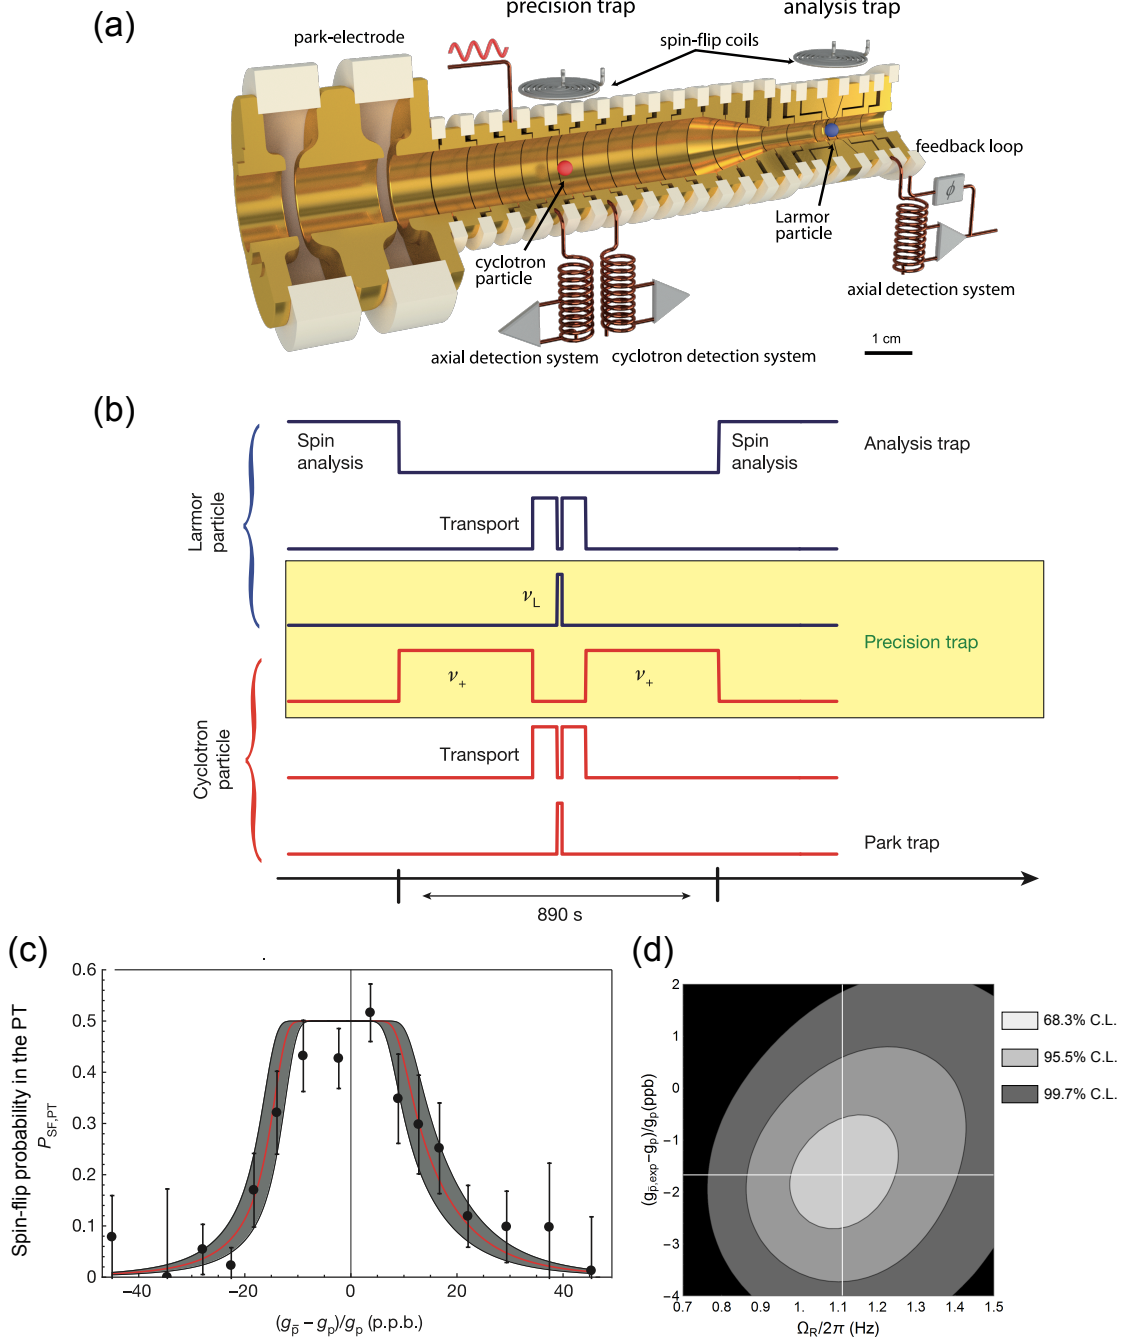 (a)
precision trap
analysis trap
park-electrode
spin-flip coils
feedback loop
ϕ
cyclotron
particle
Larmor
particle
axial detection system
axial detection system
cyclotron detection system
1 cm
(b)
Spin
analysis
Spin
analysis
Analysis trap
Larmor
particle
Transport
ν_L
Precision trap
ν_+
ν_+
Cyclotron
particle
Transport
Park trap
890 s
(c)
Spin-flip probability in the PT
P_SF,PT
0.6
0.5
0.4
0.3
0.2
0.1
0
−40
−20
0
20
40
(g_p̄ − g_p)/g_p (p.p.b.)
(d)
(g_p̄,exp−g_p)/g_p(ppb)
2
1
0
−1
−2
−3
−4
0.7
0.8
0.9
1.
1.1
1.2
1.3
1.4
1.5
Ω_R/2π (Hz)
68.3% C.L.
95.5% C.L.
99.7% C.L.